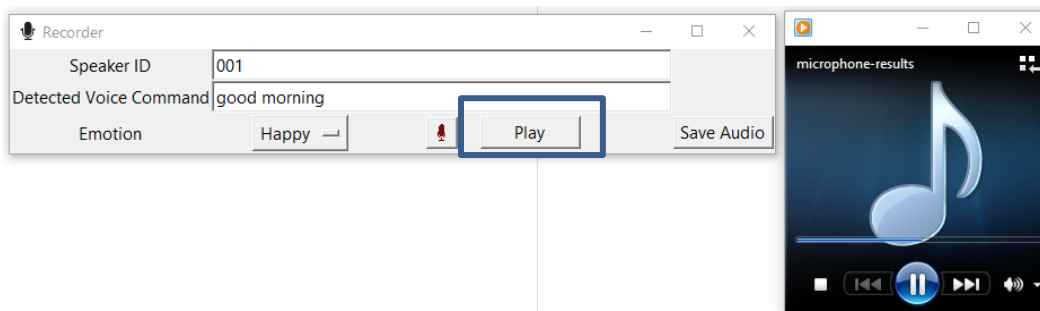 Recorder
Speaker ID 001
Detected Voice Command good morning
Emotion Happy Play Save Audio
microphone-results